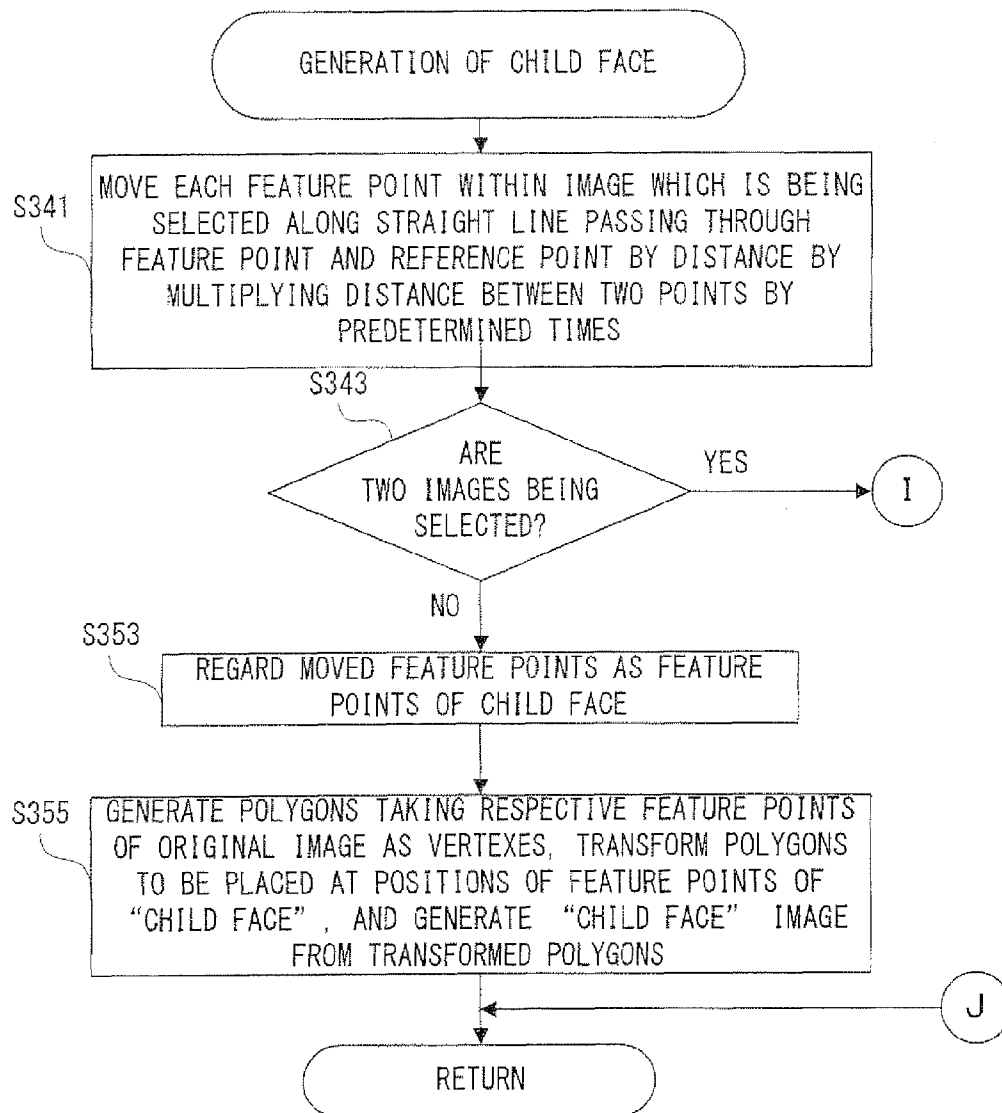 GENERATION OF CHILD FACE
S341
MOVE EACH FEATURE POINT WITHIN IMAGE WHICH IS BEING
SELECTED ALONG STRAIGHT LINE PASSING THROUGH
FEATURE POINT AND REFERENCE POINT BY DISTANCE BY
MULTIPLYING DISTANCE BETWEEN TWO POINTS BY
PREDETERMINED TIMES
S343
ARE
TWO IMAGES BEING
SELECTED?
YES
I
NO
S353
REGARD MOVED FEATURE POINTS AS FEATURE
POINTS OF CHILD FACE
S355
GENERATE POLYGONS TAKING RESPECTIVE FEATURE POINTS
OF ORIGINAL IMAGE AS VERTEXES, TRANSFORM POLYGONS
TO BE PLACED AT POSITIONS OF FEATURE POINTS OF
“CHILD FACE”, AND GENERATE “CHILD FACE” IMAGE
FROM TRANSFORMED POLYGONS
J
RETURN